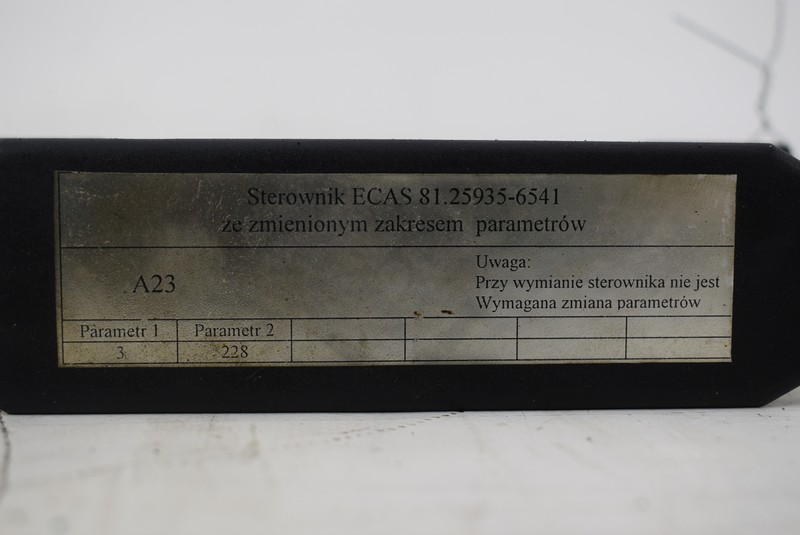 Sterownik ECAS 81.25935-6541
ze zmienionym zakresem parametrów
A23
Uwaga:
Przy wymianie sterownika nie jest
Wymagana zmiana parametrów
Parametr 1 Parametr 2
3 228